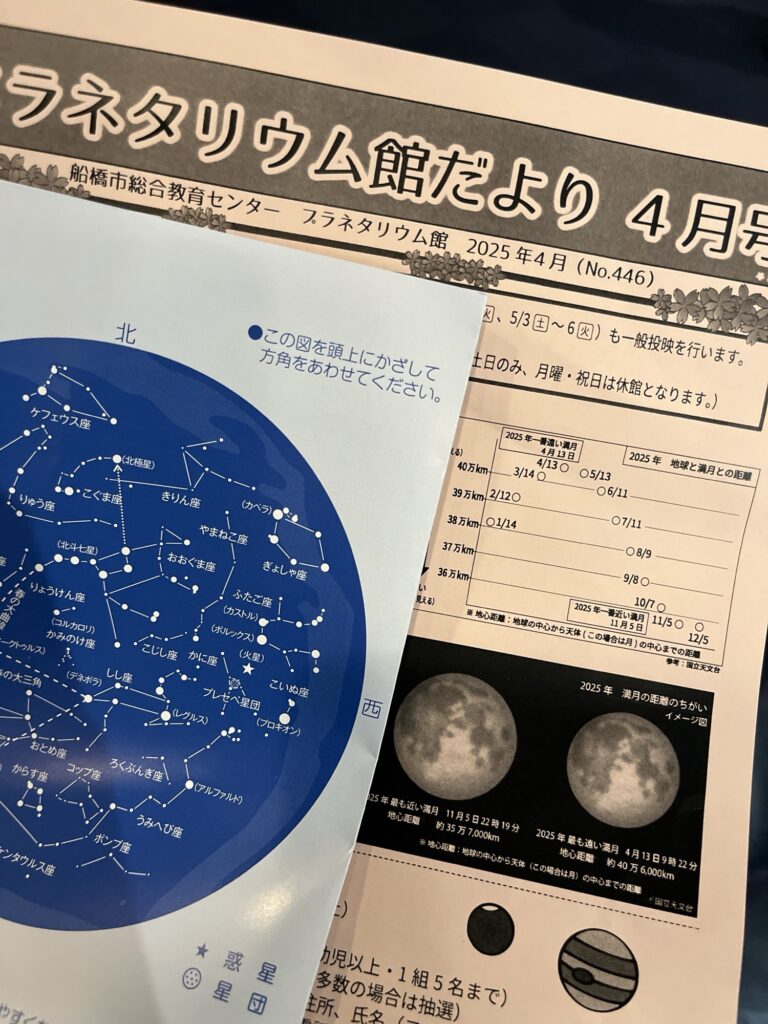 ラネタリウム館だより 4月号
船橋市総合教育センター プラネタリウム館 2025年4月（No.446）
、5/3土～6火）も一般投映を行います。
土日のみ、月曜・祝日は休館となります。）
北
●この図を頭上にかざして
方角をあわせてください。
ケフェウス座
（北極星）
こぐま座
きりん座
（カペラ）
りゅう座
やまねこ座
（北斗七星）
おおぐま座
ぎょしゃ座
りょうけん座
ふたご座
（カストル）
（コルカロリ）
（ポルックス）
かみのけ座
こじし座
かに座
（火星）
しし座
（デネボラ）
プレセペ星団
こいぬ座
の大三角
（レグルス）
（プロキオン）
西
おとめ座
ろくぶんぎ座
からす座
コップ座
（アルファルド）
うみへび座
ポンプ座
ンタウルス座
★ 惑星
星団
2025年一番遠い満月
4月13日
2025年 地球と満月との距離
40万km
4/13
5/13
3/14
39万km
2/12
6/11
38万km
1/14
7/11
37万km
8/9
36万km
9/8
10/7
2025年一番近い満月
11月5日
11/5
12/5
※ 地心距離：地球の中心から天体（この場合は月）の中心までの距離
参考：国立天文台
2025年 満月の距離のちがい
イメージ図
25年 最も近い満月 11月5日22時19分
地心距離 約35万7,000km
2025年 最も遠い満月 4月13日9時22分
地心距離 約40万6,000km
※ 地心距離：地球の中心から天体（この場合は月）の中心までの距離
国立天文台
幼児以上・1組5名まで）
多数の場合は抽選）
住所、氏名